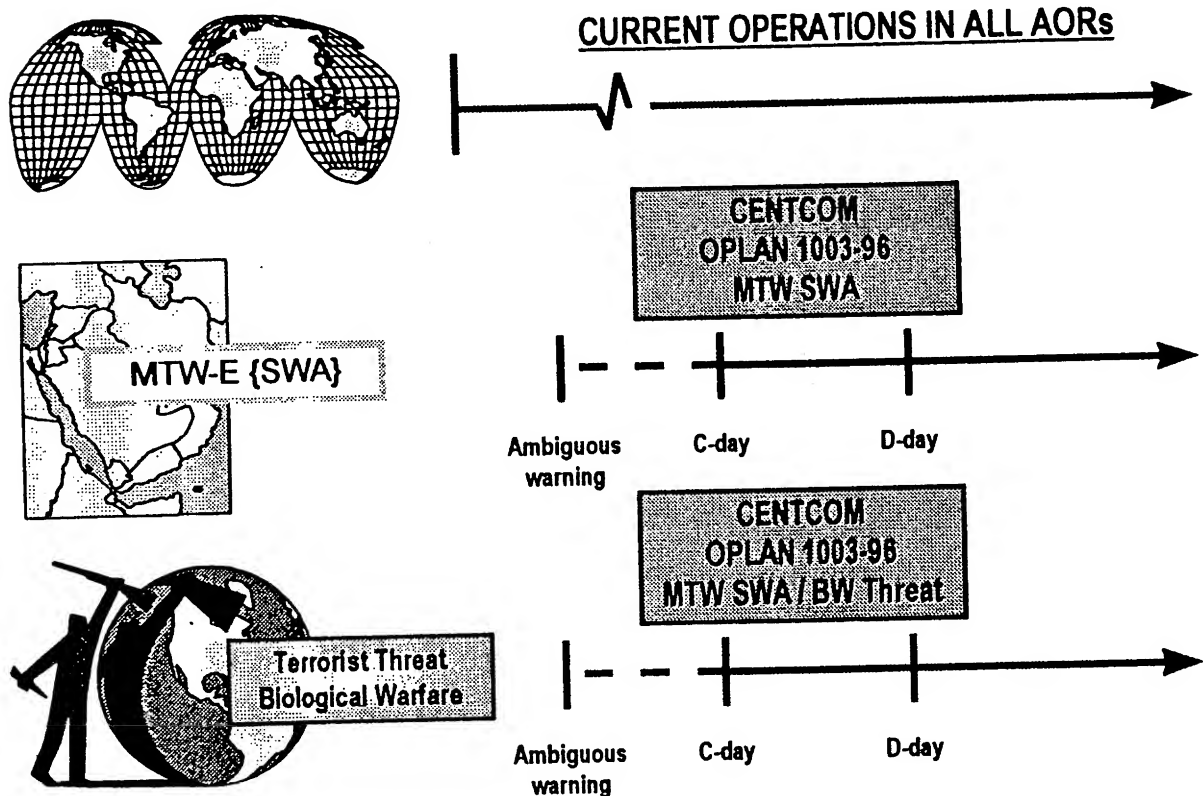 CURRENT OPERATIONS IN ALL AORs
CENTCOM
OPLAN 1003-96
MTW SWA
MTW-E {SWA}
Ambiguous
warning
C-day
D-day
CENTCOM
OPLAN 1003-96
MTW SWA / BW Threat
Terrorist Threat
Biological Warfare
Ambiguous
warning
C-day
D-day